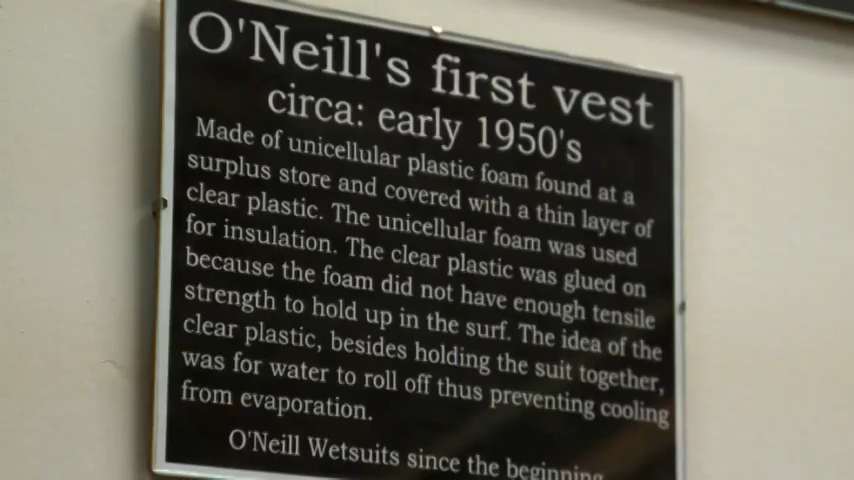 O'Neill's first vest
circa: early 1950's
Made of unicellular plastic foam found at a
surplus store and covered with a thin layer of
clear plastic. The unicellular foam was used
for insulation. The clear plastic was glued on
because the foam did not have enough tensile
strength to hold up in the surf. The idea of the
clear plastic, besides holding the suit together,
was for water to roll off thus preventing cooling
from evaporation.
O'Neill Wetsuits since the beginning